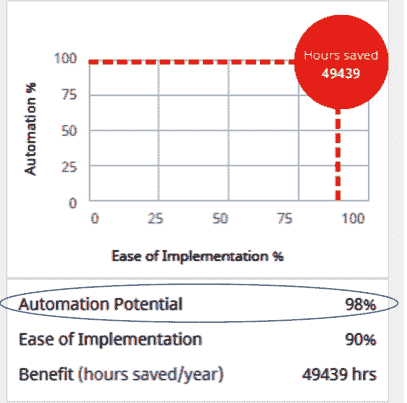 Hours saved
49439
100
75
50
25
0
Automation %
0 25 50 75 100
Ease of Implementation %
Automation Potential 98%
Ease of Implementation 90%
Benefit (hours saved/year) 49439 hrs